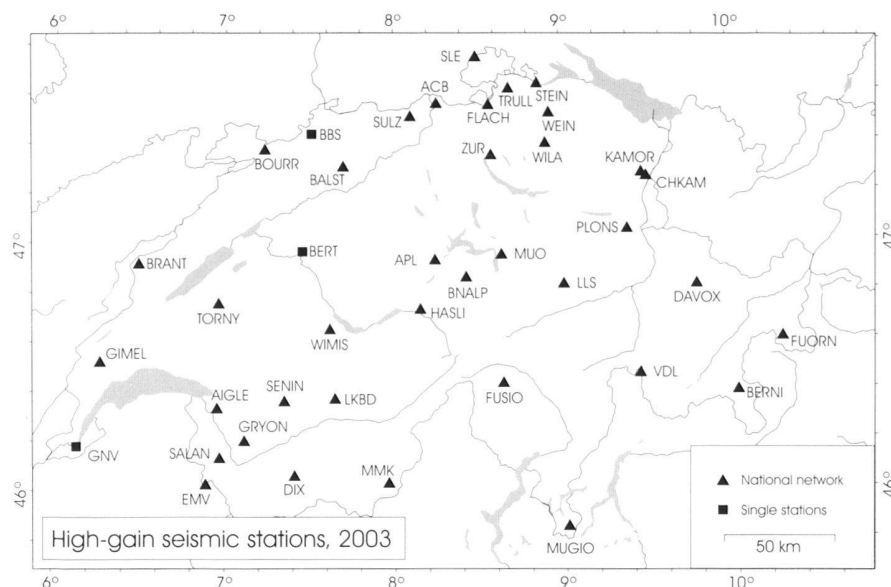 6°
7°
8°
9°
10°
SLE
ACB
TRULL
STEIN
SULZ
FLACH
WEIN
BBS
BOURR
ZUR
WILA
KAMOR
BALST
CHKAM
PLONS
47°
47°
BERT
BRANT
APL
MUO
BNALP
LLS
DAVOX
TORNY
HASLI
WIMIS
FUORN
GIMEL
VDL
AIGLE
SENIN
LKBD
FUSIO
BERNI
GRYON
GNV
SALAN
MMK
EMV
DIX
46°
46°
National network
Single stations
50 km
High-gain seismic stations, 2003
MUGIO
6°
7°
8°
9°
10°